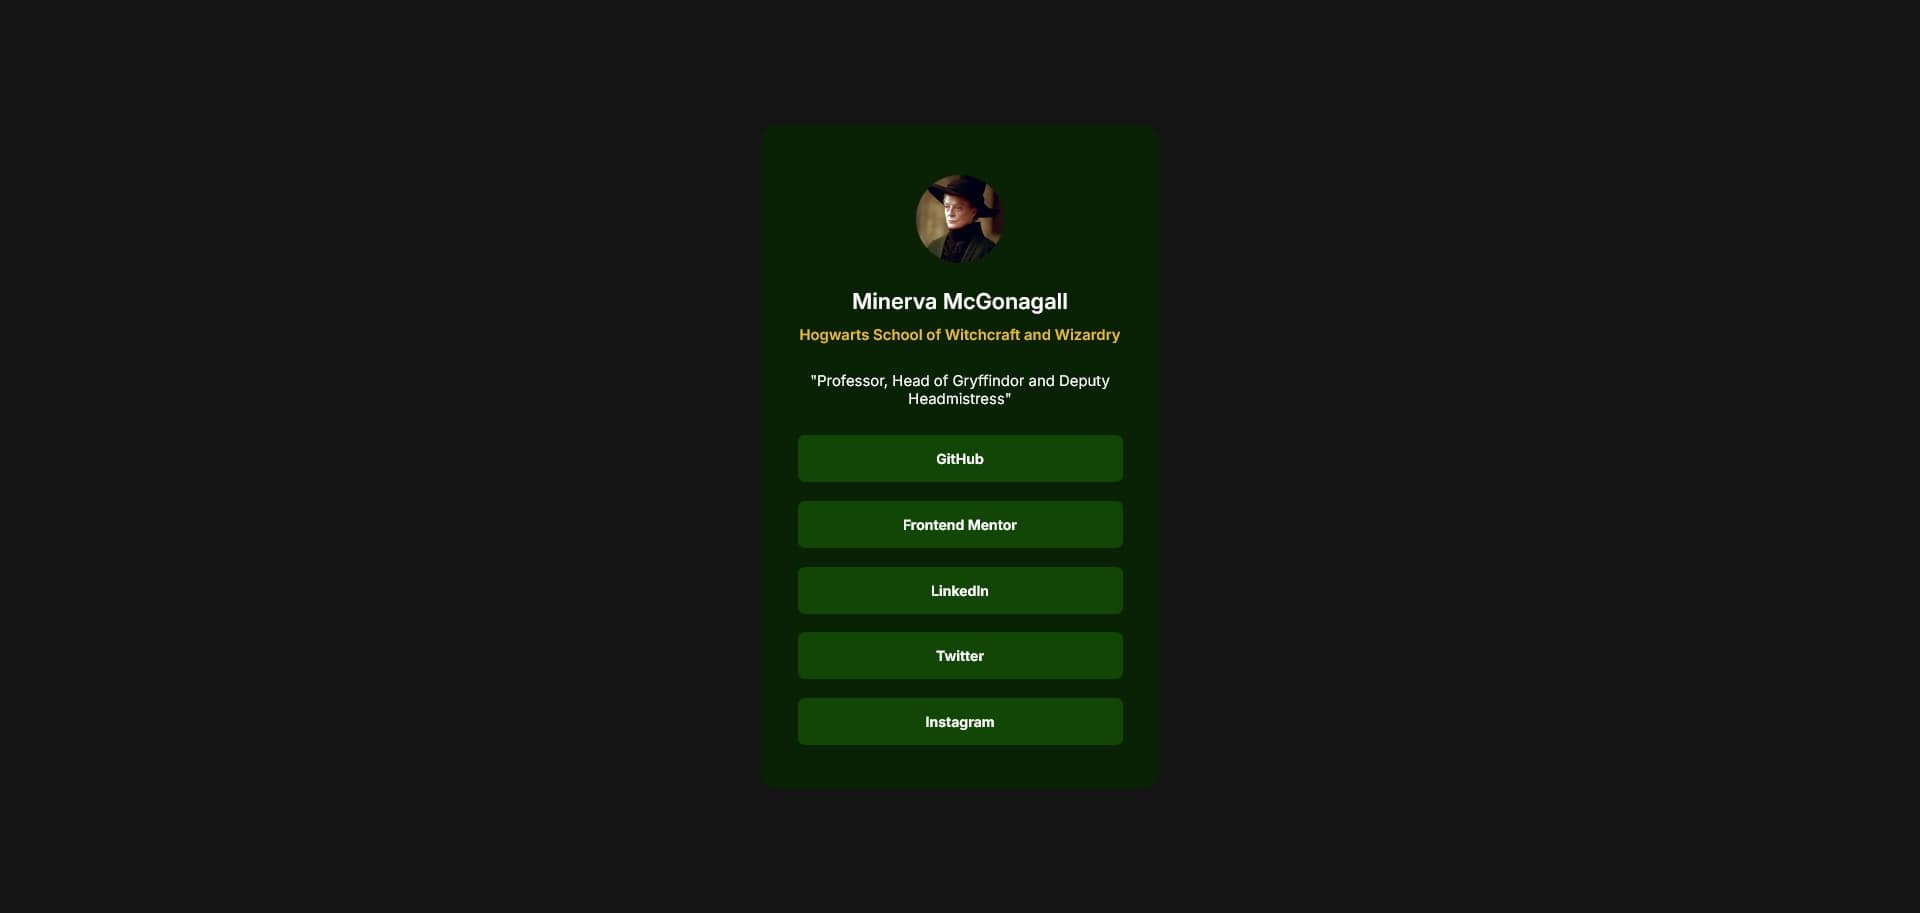 Minerva McGonagall
Hogwarts School of Witchcraft and Wizardry
"Professor, Head of Gryffindor and Deputy
Headmistress"
GitHub
Frontend Mentor
LinkedIn
Twitter
Instagram